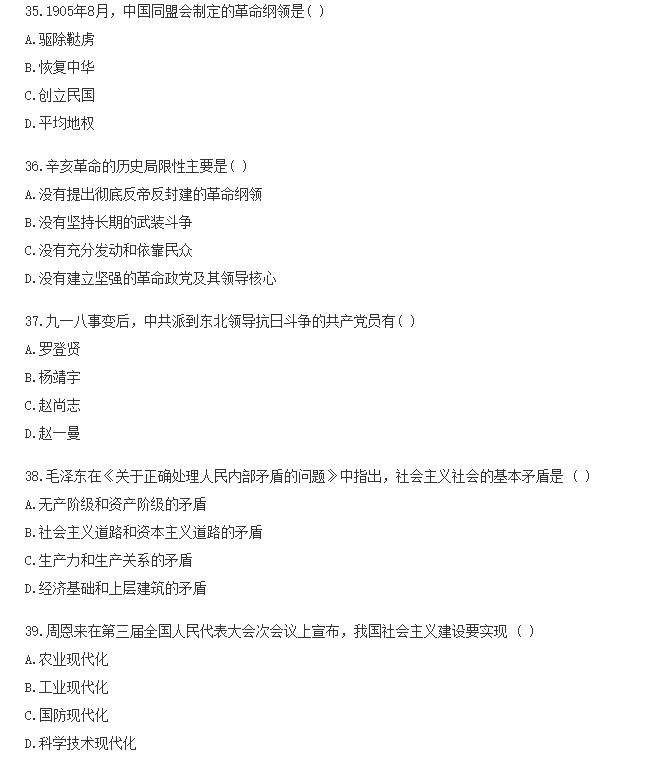 35.1905年8月，中国同盟会制定的革命纲领是( )
A.驱除鞑虏
B.恢复中华
C.创立民国
D.平均地权
36.辛亥革命的历史局限性主要是( )
A.没有提出彻底反帝反封建的革命纲领
B.没有坚持长期的武装斗争
C.没有充分发动和依靠民众
D.没有建立坚强的革命政党及其领导核心
37.九一八事变后，中共派到东北领导抗日斗争的共产党员有( )
A.罗登贤
B.杨靖宇
C.赵尚志
D.赵一曼
38.毛泽东在《关于正确处理人民内部矛盾的问题》中指出，社会主义社会的基本矛盾是 ( )
A.无产阶级和资产阶级的矛盾
B.社会主义道路和资本主义道路的矛盾
C.生产力和生产关系的矛盾
D.经济基础和上层建筑的矛盾
39.周恩来在第三届全国人民代表大会次会议上宣布，我国社会主义建设要实现 ( )
A.农业现代化
B.工业现代化
C.国防现代化
D.科学技术现代化